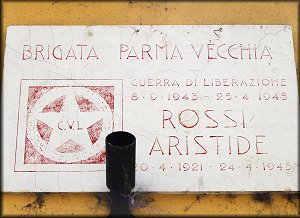 BRIGATA PARMA VECCHIA
GUERRA DI LIBERAZIONE
8-9-1943 - 25-4-1945
C.V.L.
ROSSI
ARISTIDE
20-4-1921 - 24-4-1945